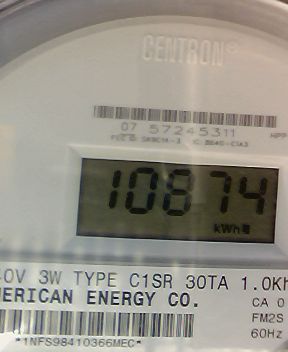 CENTRON®
07 57245311
10874
kWh
0V 3W TYPE C1SR 30TA 1.0Kh
MERICAN ENERGY CO.
CA 0
FM2S
60Hz
*1NFS98410366MEC*